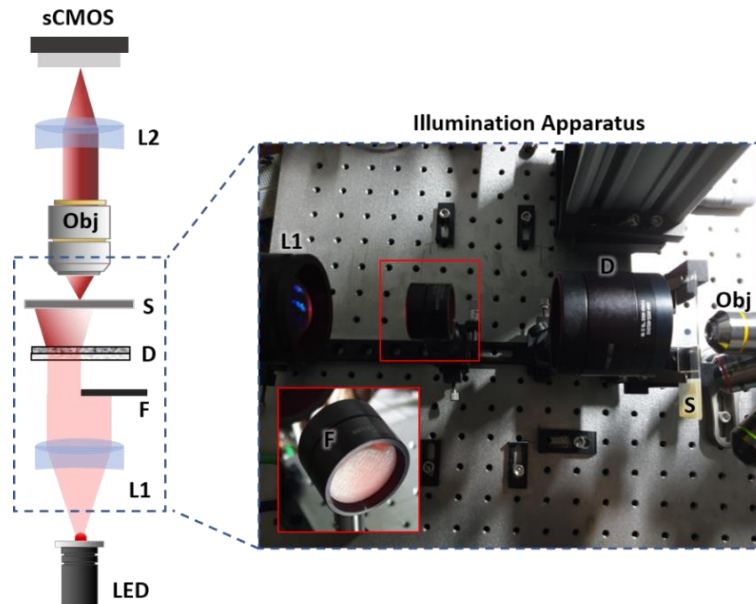 sCMOS
L2
Obj
S
D
F
L1
LED
Illumination Apparatus
L1
D
Obj
S
F